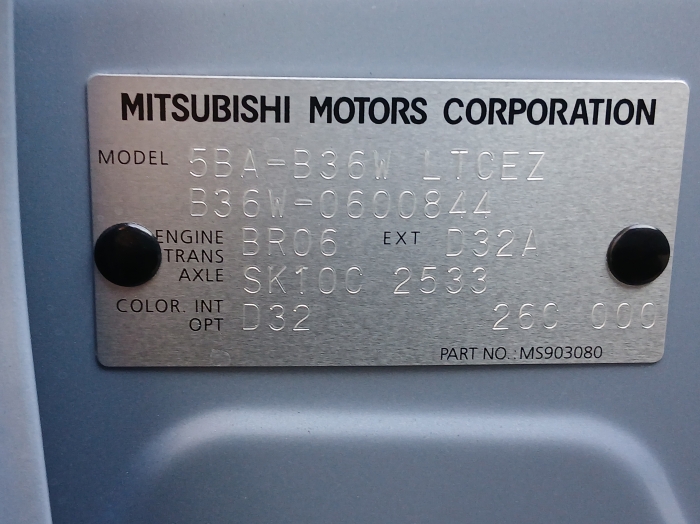 MITSUBISHI MOTORS CORPORATION
MODEL 5BA-B36W LTCEZ
B36W-0600844
ENGINE BR06 EXT D32A
TRANS
AXLE SK10C 2533
COLOR. INT
OPT D32 26C 000
PART NO.:MS903080